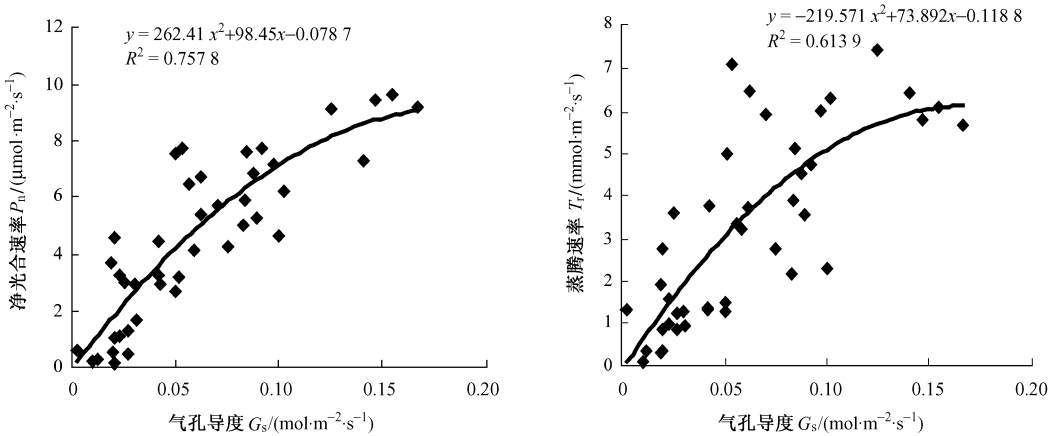 y = 262.41 x²+98.45x−0.078 7
R² = 0.757 8
12
10
8
6
4
2
0
0 0.05 0.10 0.15 0.20
净光合速率Pn/(μmol·m⁻²·s⁻¹)
气孔导度 Gs/(mol·m⁻²·s⁻¹)
y = −219.571 x²+73.892x−0.118 8
R² = 0.613 9
8
7
6
5
4
3
2
1
0
0 0.05 0.10 0.15 0.20
蒸腾速率 Tr/(mmol·m⁻²·s⁻¹)
气孔导度 Gs/(mol·m⁻²·s⁻¹)